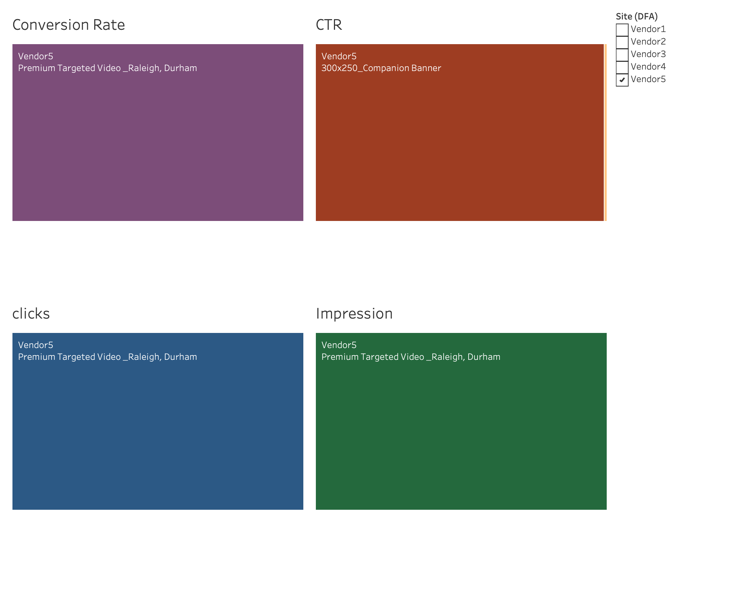 Conversion Rate
Vendor5
Premium Targeted Video _Raleigh, Durham
CTR
Vendor5
300x250_Companion Banner
Site (DFA)
Vendor1
Vendor2
Vendor3
Vendor4
Vendor5
clicks
Vendor5
Premium Targeted Video _Raleigh, Durham
Impression
Vendor5
Premium Targeted Video _Raleigh, Durham